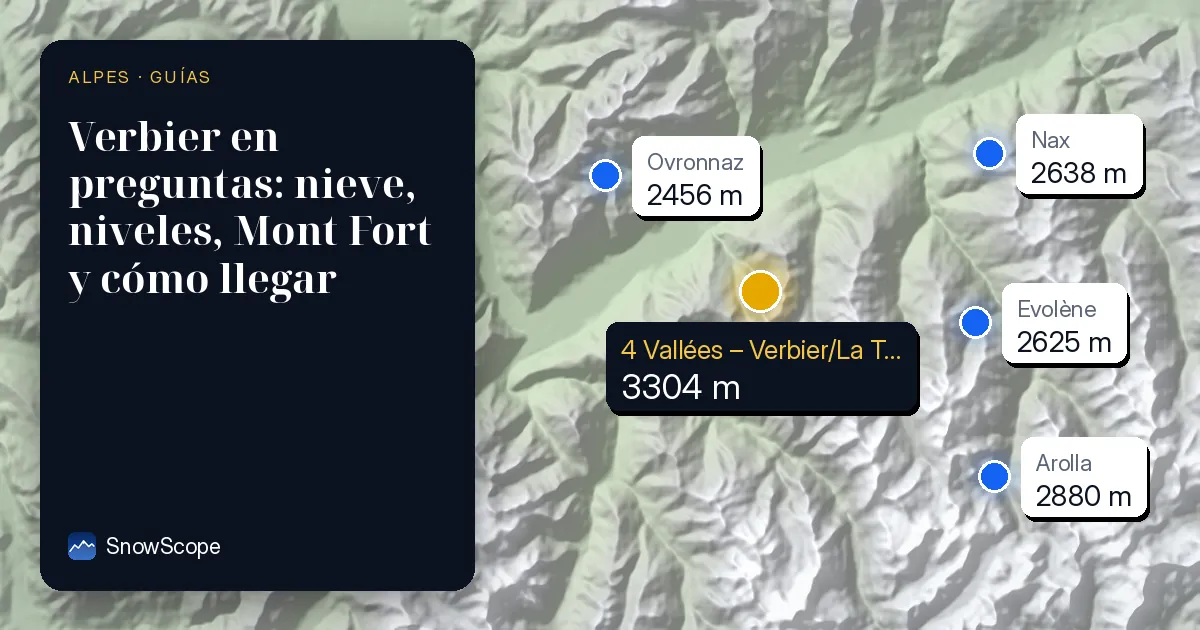 ALPES · GUÍAS
Verbier en
preguntas: nieve,
niveles, Mont Fort
y cómo llegar
SnowScope
Ovronnaz
2456 m
Nax
2638 m
4 Vallées – Verbier/La T...
3304 m
Evolène
2625 m
Arolla
2880 m